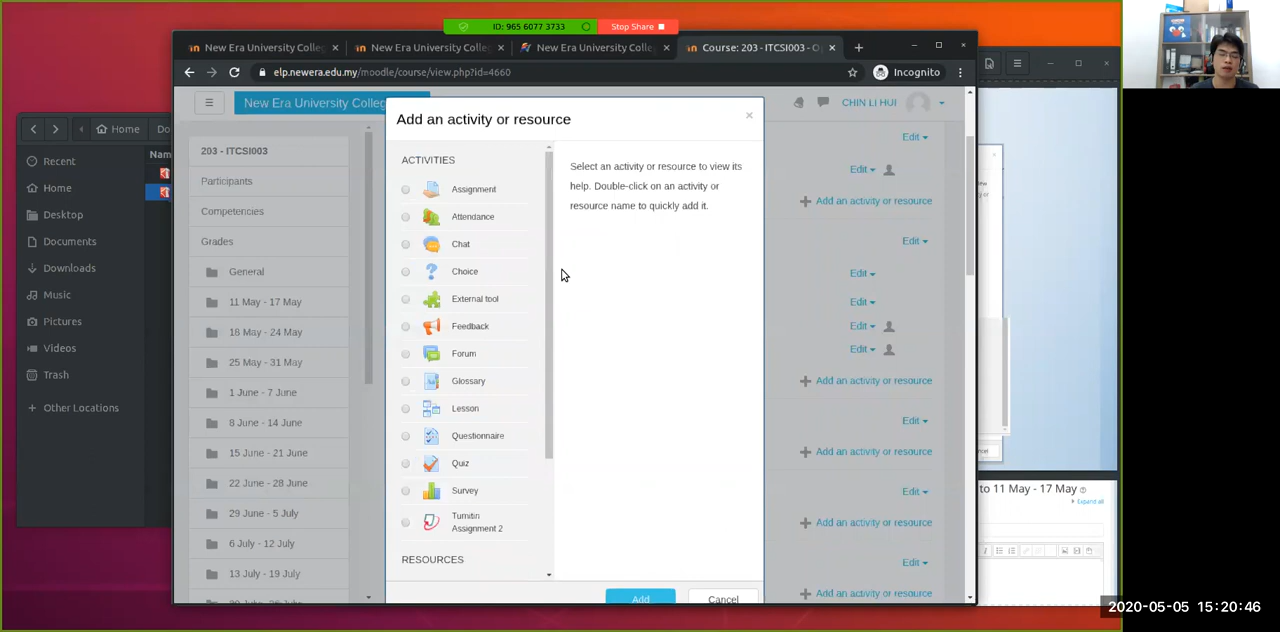 ID: 965 6077 3733
Stop Share
New Era University Colle
New Era University Colle
New Era University Colle
Course: 203 - ITCSI003 - O
elp.newera.edu.my/moodle/course/view.php?id=4660
Incognito
New Era University College
CHIN LI HUI
Home
Do
Recent
Home
Desktop
Documents
Downloads
Music
Pictures
Videos
Trash
Other Locations
Nam
203 - ITCSI003
Participants
Competencies
Grades
General
11 May - 17 May
18 May - 24 May
25 May - 31 May
1 June - 7 June
8 June - 14 June
15 June - 21 June
22 June - 28 June
29 June - 5 July
6 July - 12 July
13 July - 19 July
Add an activity or resource
ACTIVITIES
Assignment
Attendance
Chat
Choice
External tool
Feedback
Forum
Glossary
Lesson
Questionnaire
Quiz
Survey
Turnitin
Assignment 2
RESOURCES
Select an activity or resource to view its
help. Double-click on an activity or
resource name to quickly add it.
Add
Cancel
Edit
Edit
Add an activity or resource
Edit
Edit
Edit
Edit
Edit
Add an activity or resource
Edit
Add an activity or resource
Edit
Add an activity or resource
Edit
Add an activity or resource
to 11 May - 17 May
Expand all
2020-05-05 15:20:46